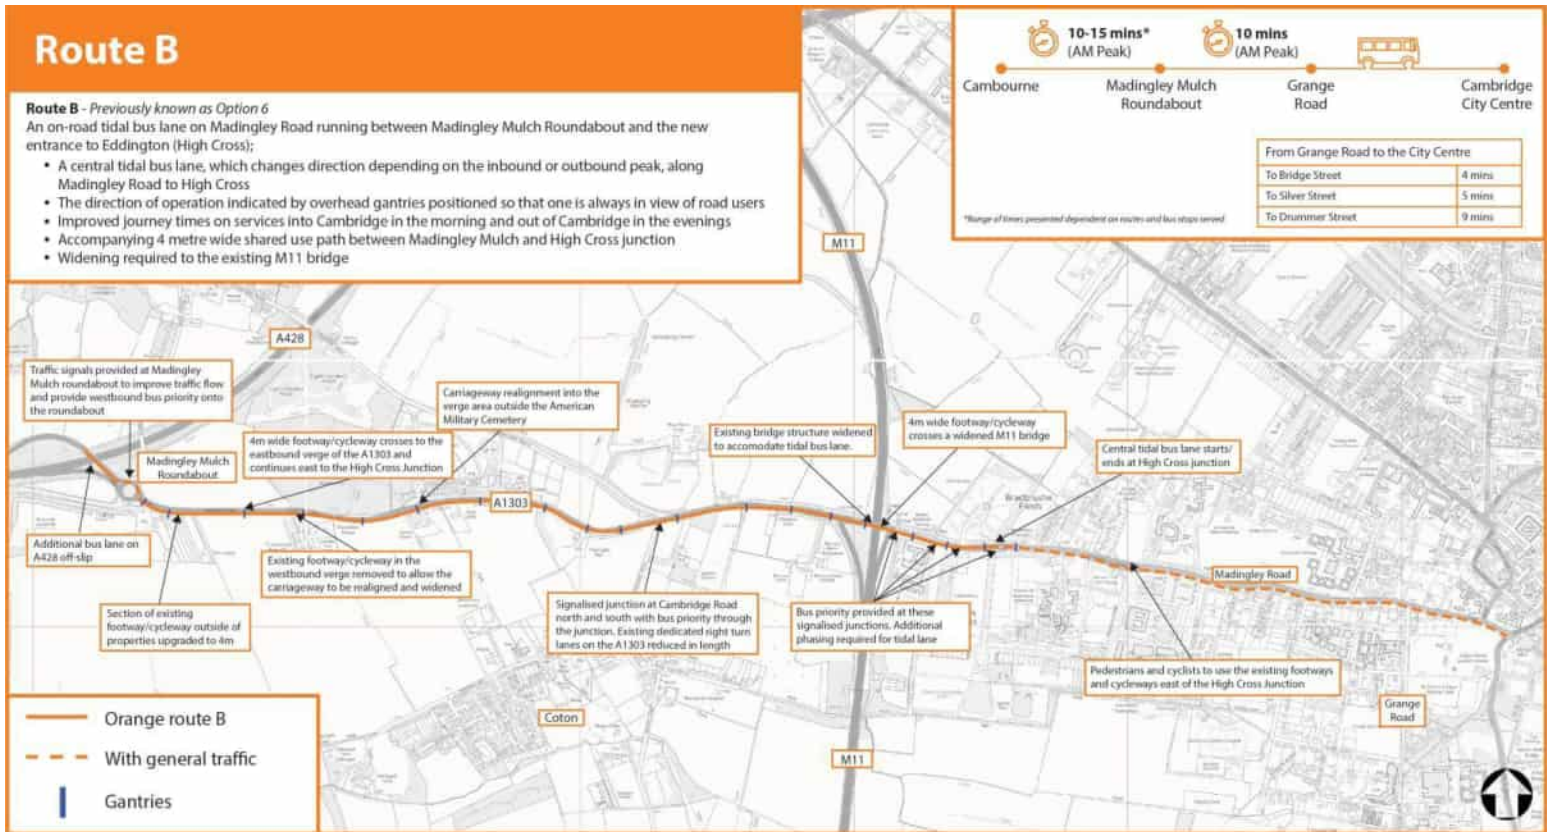 Route B
Route B - Previously known as Option 6
An on-road tidal bus lane on Madingley Road running between Madingley Mulch Roundabout and the new
entrance to Eddington (High Cross);
• A central tidal bus lane, which changes direction depending on the inbound or outbound peak, along
Madingley Road to High Cross
• The direction of operation indicated by overhead gantries positioned so that one is always in view of road users
• Improved journey times on services into Cambridge in the morning and out of Cambridge in the evenings
• Accompanying 4 metre wide shared use path between Madingley Mulch and High Cross junction
• Widening required to the existing M11 bridge
10-15 mins*
(AM Peak)
10 mins
(AM Peak)
Cambourne
Madingley Mulch
Roundabout
Grange
Road
Cambridge
City Centre
From Grange Road to the City Centre
To Bridge Street 4 mins
To Silver Street 5 mins
To Drummer Street 9 mins
*Range of times presented dependent on routes and bus stops served
M11
A428
Traffic signals provided at Madingley
Mulch roundabout to improve traffic flow
and provide westbound bus priority onto
the roundabout
Madingley Mulch
Roundabout
4m wide footway/cycleway crosses to the
eastbound verge of the A1303 and
continues east to the High Cross Junction
Carriageway realignment into the
verge area outside the American
Military Cemetery
A1303
Existing bridge structure widened
to accomodate tidal bus lane.
4m wide footway/cycleway
crosses a widened M11 bridge
Central tidal bus lane starts/
ends at High Cross junction
Additional bus lane on
A428 off-slip
Section of existing
footway/cycleway outside of
properties upgraded to 4m
Existing footway/cycleway in the
westbound verge removed to allow the
carriageway to be realigned and widened
Signalised junction at Cambridge Road
north and south with bus priority through
the junction. Existing dedicated right turn
lanes on the A1303 reduced in length
Bus priority provided at these
signalised junctions. Additional
phasing required for tidal lane
Madingley Road
Pedestrians and cyclists to use the existing footways
and cycleways east of the High Cross Junction
Coton
M11
Grange
Road
Orange route B
With general traffic
Gantries